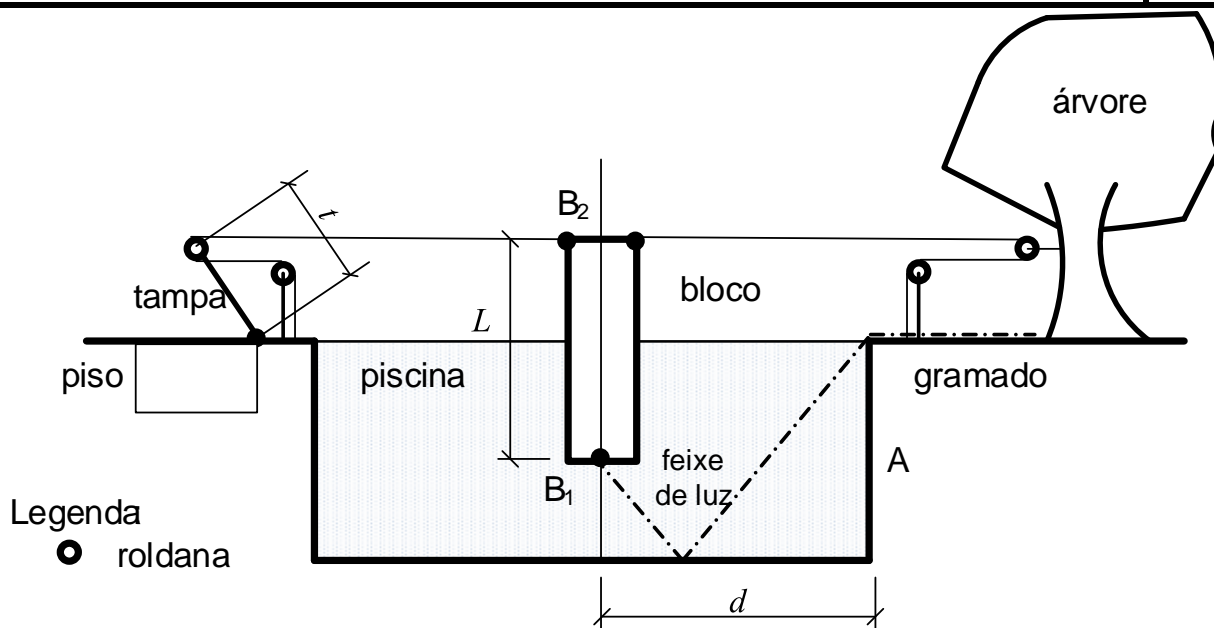 árvore
B2
t
tampa
bloco
L
piso
piscina
gramado
feixe
de luz
A
B1
Legenda
roldana
d